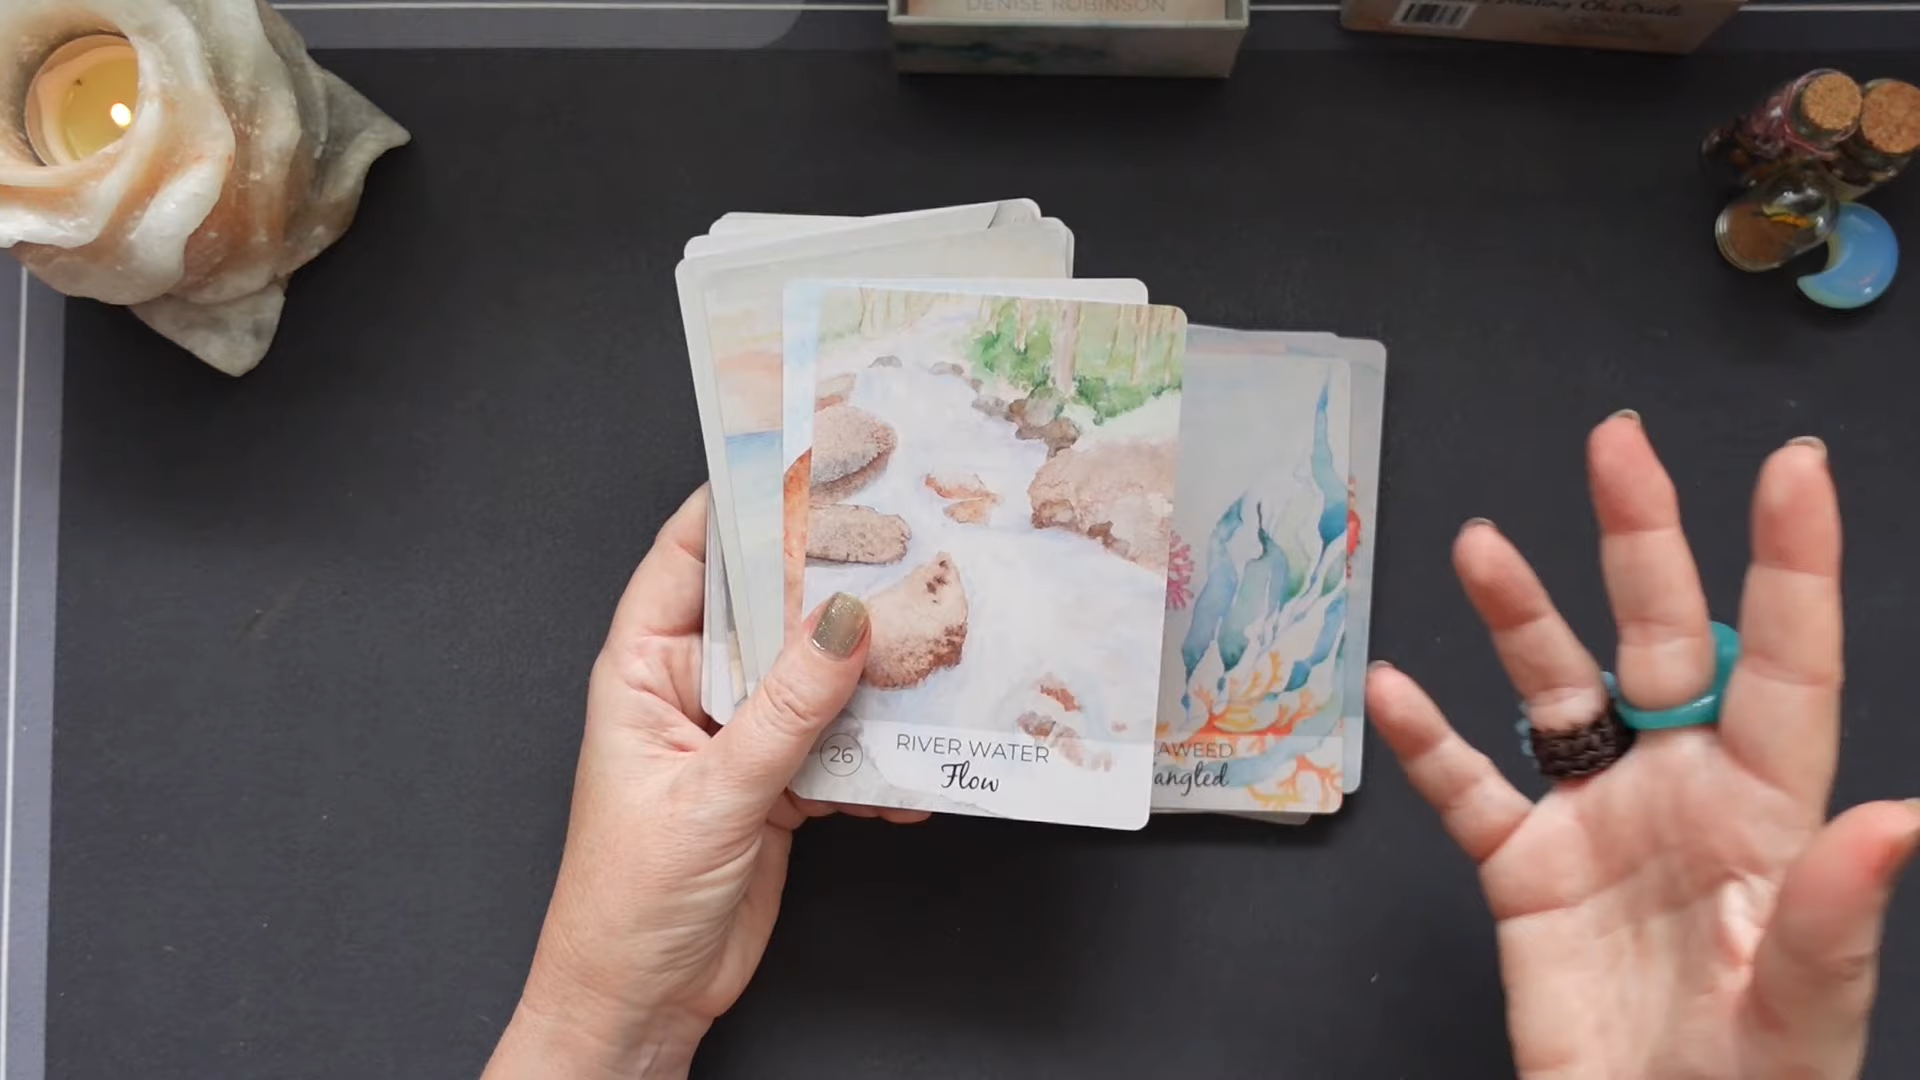 DENISE ROBINSON
26
RIVER WATER
Flow
AWEED
angled